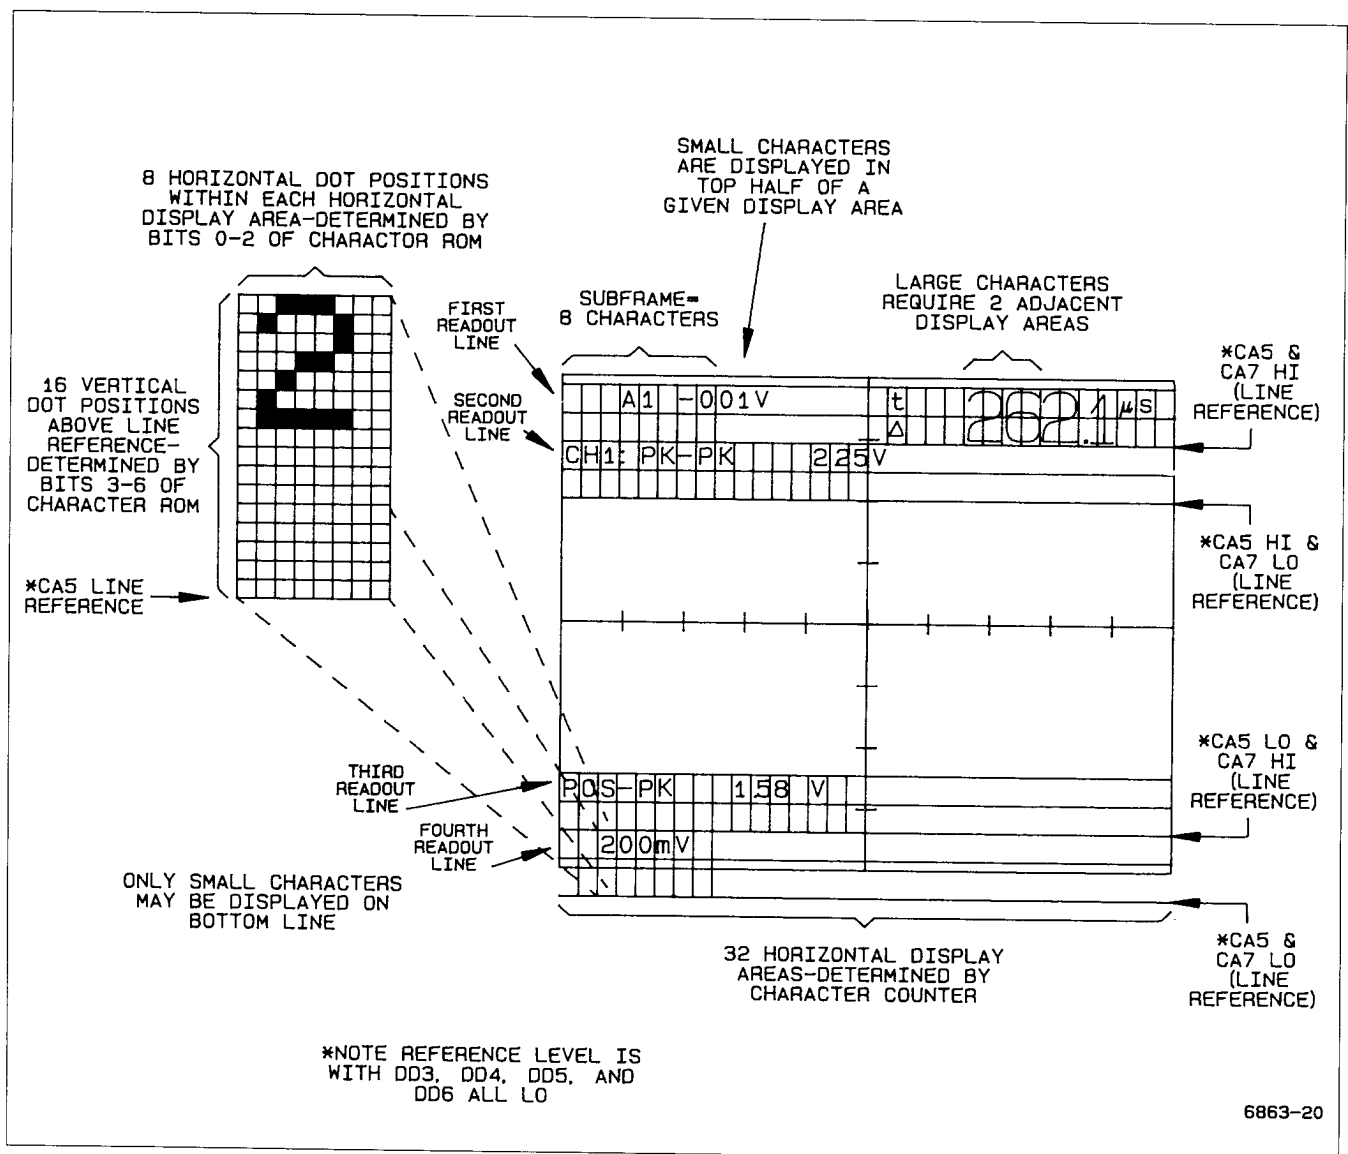 SMALL CHARACTERS
ARE DISPLAYED IN
TOP HALF OF A
GIVEN DISPLAY AREA
8 HORIZONTAL DOT POSITIONS
WITHIN EACH HORIZONTAL
DISPLAY AREA-DETERMINED BY
BITS 0-2 OF CHARACTOR ROM
SUBFRAME=
8 CHARACTERS
LARGE CHARACTERS
REQUIRE 2 ADJACENT
DISPLAY AREAS
FIRST
READOUT
LINE
SECOND
READOUT
LINE
16 VERTICAL
DOT POSITIONS
ABOVE LINE
REFERENCE-
DETERMINED BY
BITS 3-6 OF
CHARACTER ROM
*CA5 LINE
REFERENCE
A1 -001V
t
262.1 µs
Δ
CH1: PK-PK 225V
*CA5 &
CA7 HI
(LINE
REFERENCE)
*CA5 HI &
CA7 LO
(LINE
REFERENCE)
THIRD
READOUT
LINE
POS-PK 1.58 V
*CA5 LO &
CA7 HI
(LINE
REFERENCE)
FOURTH
READOUT
LINE
200mV
ONLY SMALL CHARACTERS
MAY BE DISPLAYED ON
BOTTOM LINE
32 HORIZONTAL DISPLAY
AREAS-DETERMINED BY
CHARACTER COUNTER
*CA5 &
CA7 LO
(LINE
REFERENCE)
*NOTE REFERENCE LEVEL IS
WITH DD3, DD4, DD5, AND
DD6 ALL LO
6863-20